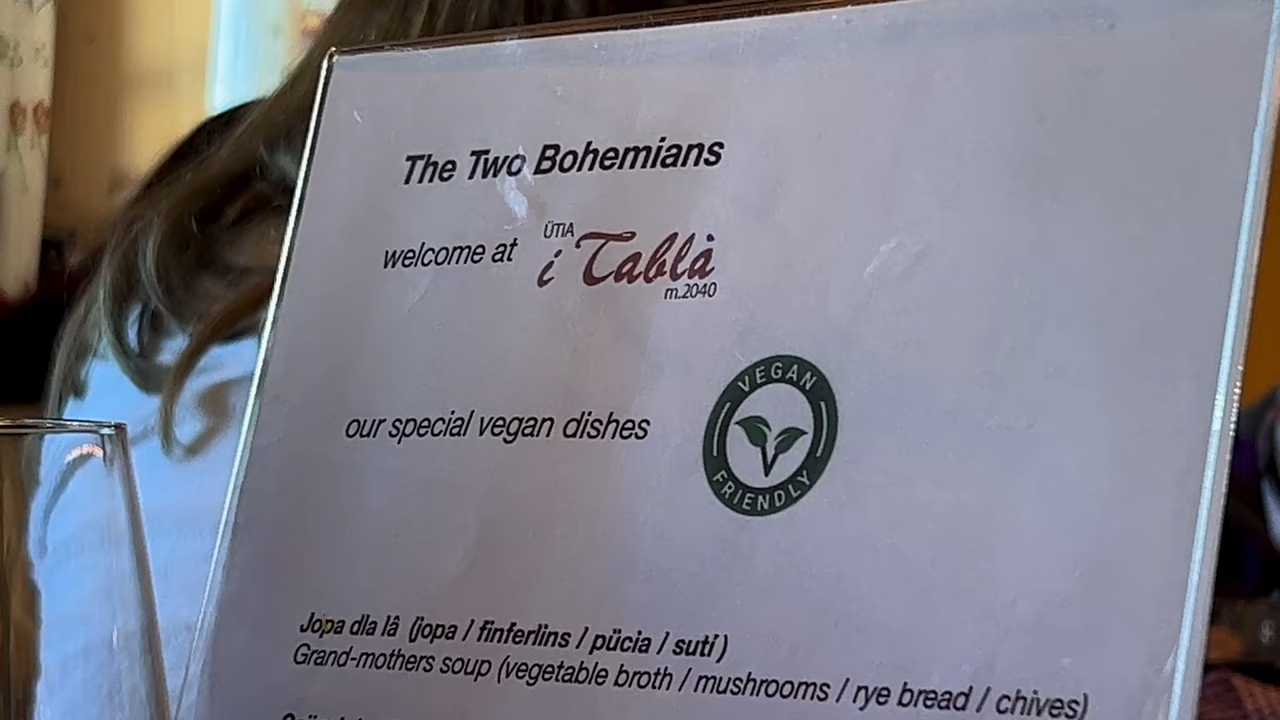 The Two Bohemians
welcome at ÜTIA i Tablà m.2040
our special vegan dishes
VEGAN FRIENDLY
Jopa dla lâ (jopa / finferlins / pücia / sutí)
Grand-mothers soup (vegetable broth / mushrooms / rye bread / chives)